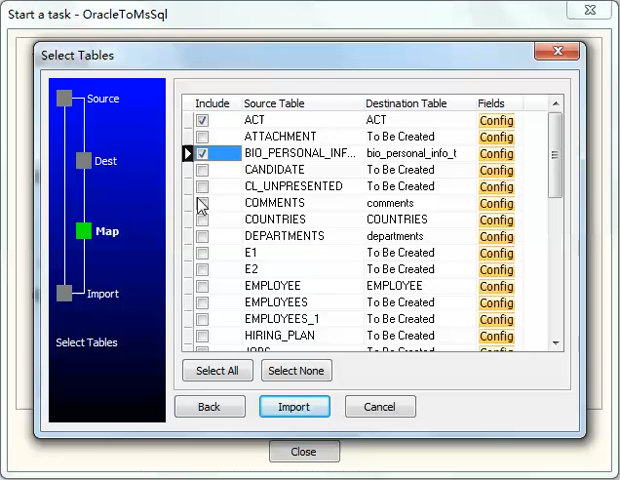 Start a task - OracleToMsSql
Select Tables
Source
Dest
Map
Import
Select Tables
Include Source Table Destination Table Fields
ACT ACT Config
ATTACHMENT To Be Created Config
BIO_PERSONAL_INF... bio_personal_info_t Config
CANDIDATE To Be Created Config
CL_UNPRESENTED To Be Created Config
COMMENTS comments Config
COUNTRIES COUNTRIES Config
DEPARTMENTS departments Config
E1 To Be Created Config
E2 To Be Created Config
EMPLOYEE EMPLOYEE Config
EMPLOYEES To Be Created Config
EMPLOYEES_1 To Be Created Config
HIRING_PLAN To Be Created Config
Select All Select None
Back Import Cancel
Close